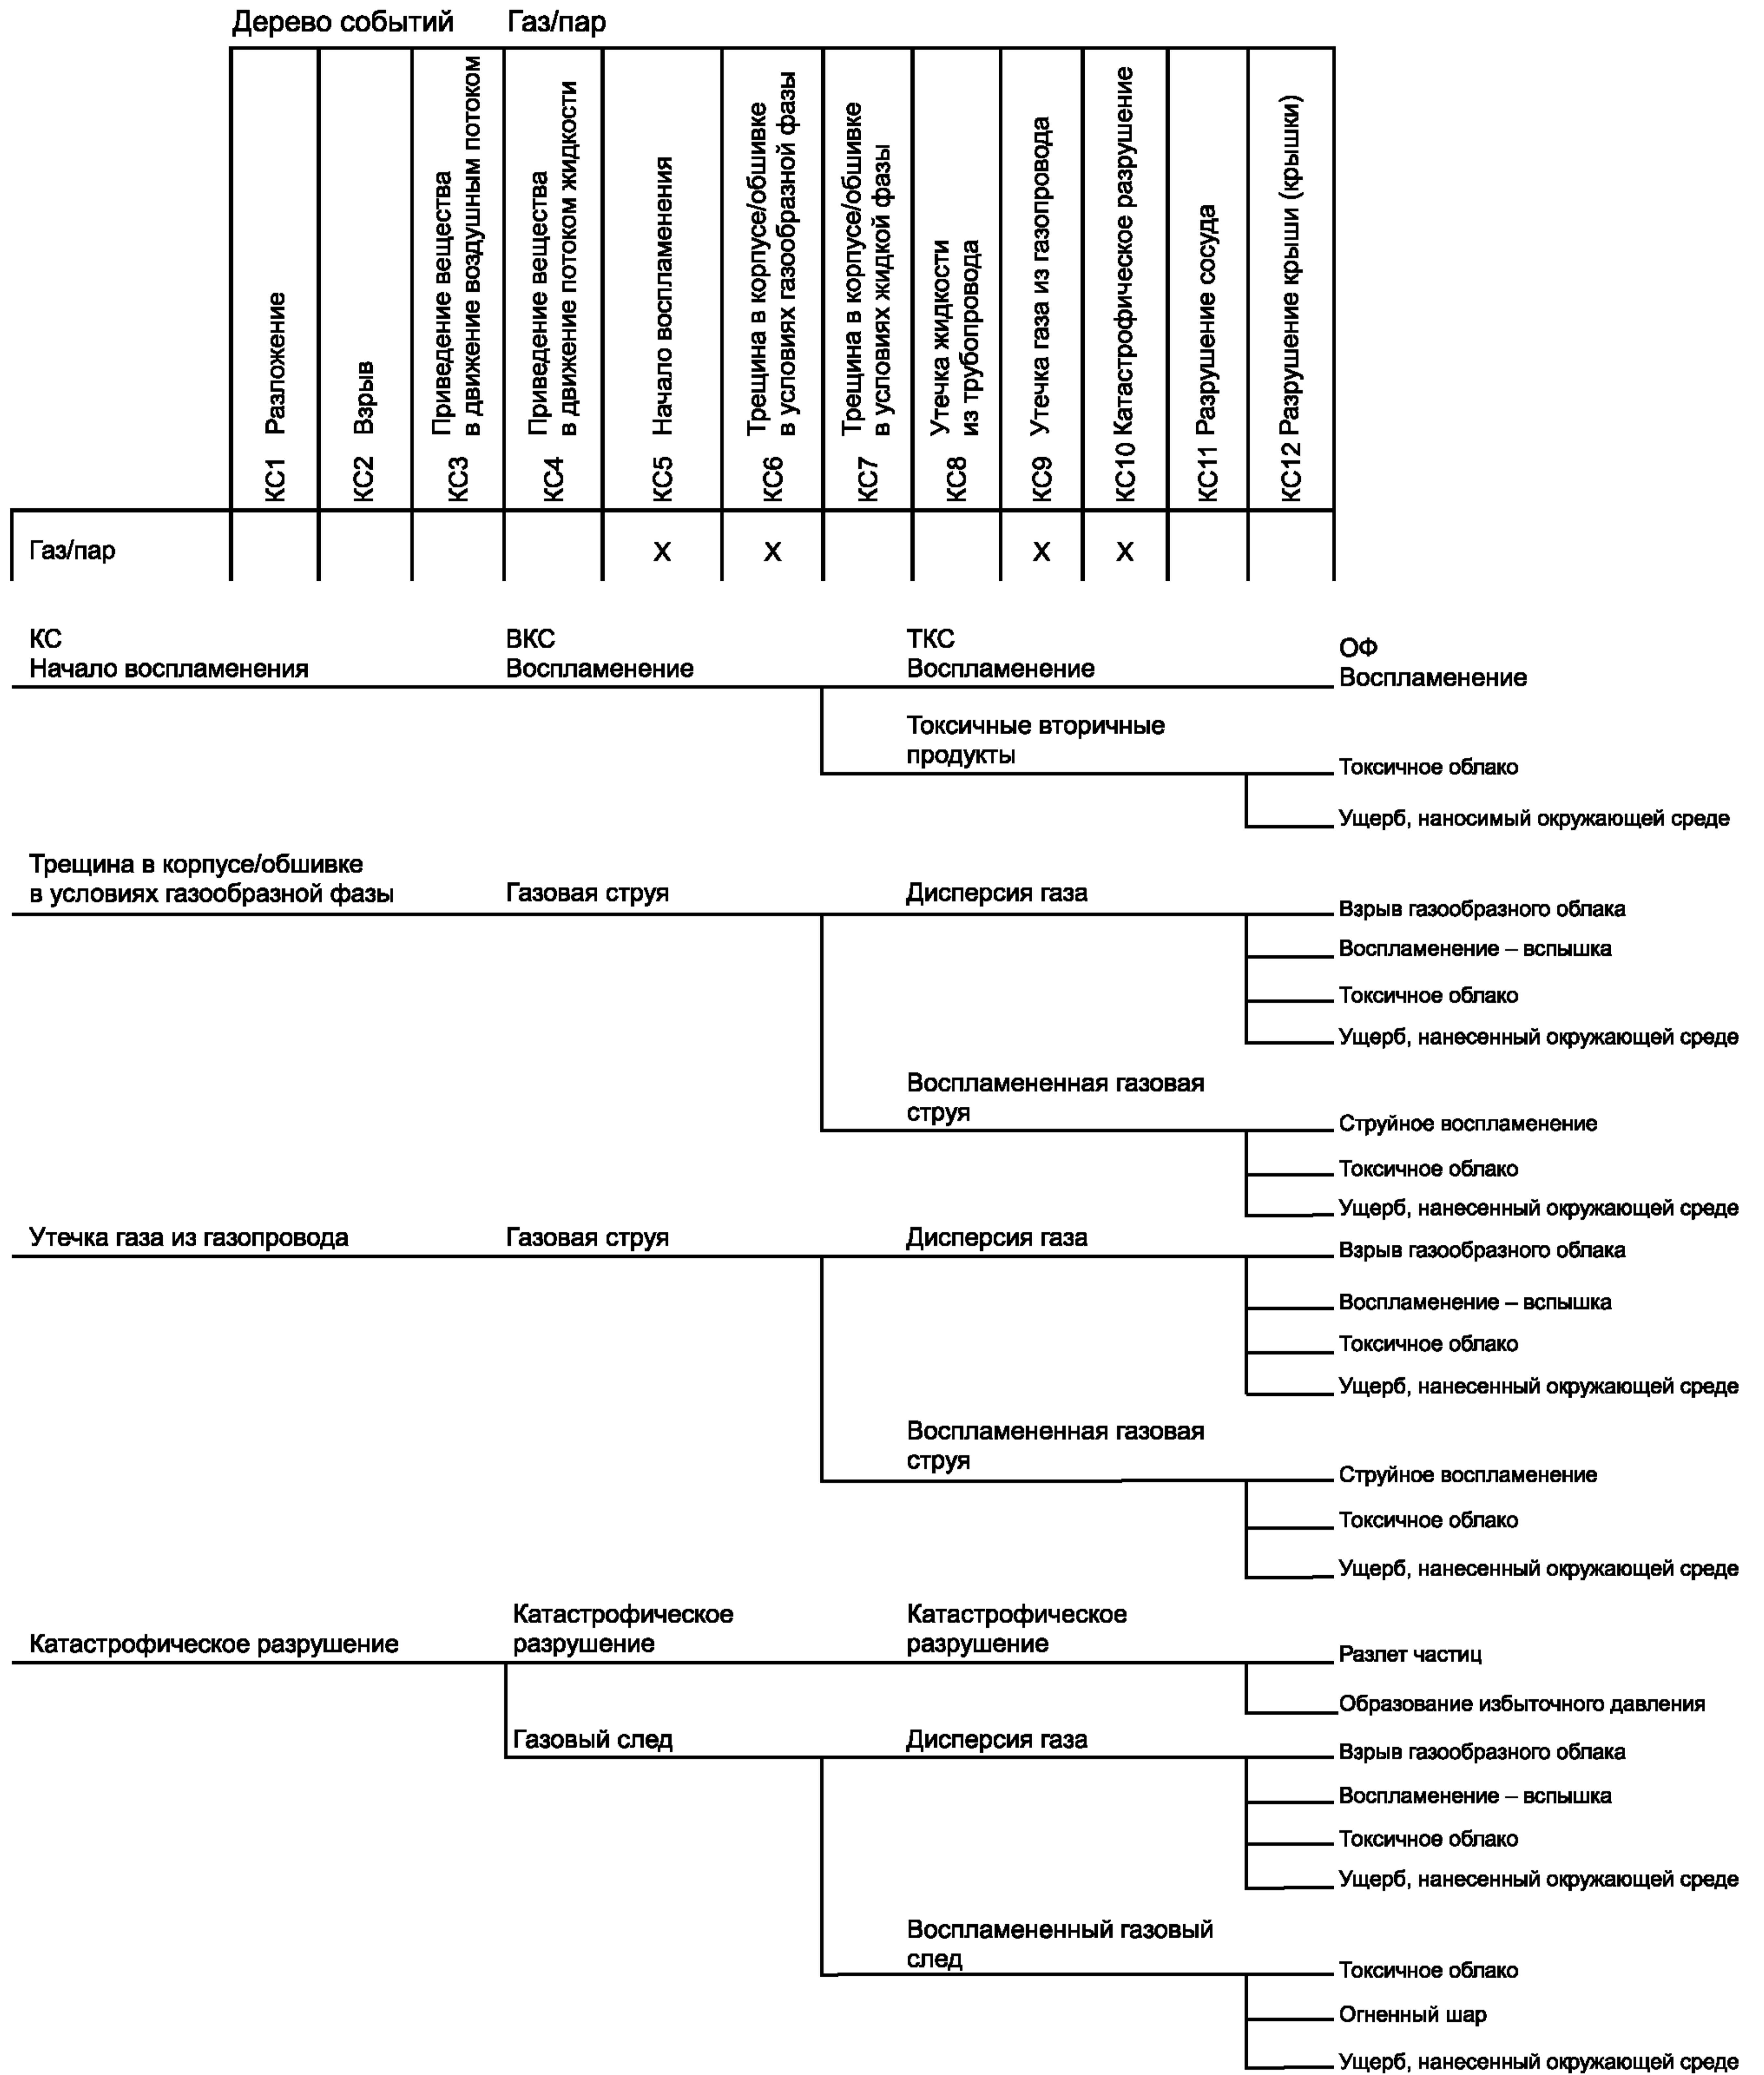 Дерево событий Газ/пар
КС1 Разложение
КС2 Взрыв
КС3 Приведение вещества
в движение воздушным потоком
КС4 Приведение вещества
в движение потоком жидкости
КС5 Начало воспламенения
КС6 Трещина в корпусе/обшивке
в условиях газообразной фазы
КС7 Трещина в корпусе/обшивке
в условиях жидкой фазы
КС8 Утечка жидкости
из трубопровода
КС9 Утечка газа из газопровода
КС10 Катастрофическое разрушение
КС11 Разрушение сосуда
КС12 Разрушение крыши (крышки)
Газ/пар Х Х Х Х
КС
Начало воспламенения
ВКС
Воспламенение
ТКС
Воспламенение
ОФ
Воспламенение
Токсичные вторичные
продукты
Токсичное облако
Ущерб, наносимый окружающей среде
Трещина в корпусе/обшивке
в условиях газообразной фазы
Газовая струя
Дисперсия газа
Взрыв газообразного облака
Воспламенение – вспышка
Токсичное облако
Ущерб, нанесенный окружающей среде
Воспламененная газовая
струя
Струйное воспламенение
Токсичное облако
Ущерб, нанесенный окружающей среде
Утечка газа из газопровода
Газовая струя
Дисперсия газа
Взрыв газообразного облака
Воспламенение – вспышка
Токсичное облако
Ущерб, нанесенный окружающей среде
Воспламененная газовая
струя
Струйное воспламенение
Токсичное облако
Ущерб, нанесенный окружающей среде
Катастрофическое разрушение
Катастрофическое
разрушение
Катастрофическое
разрушение
Разлет частиц
Образование избыточного давления
Газовый след
Дисперсия газа
Взрыв газообразного облака
Воспламенение – вспышка
Токсичное облако
Ущерб, нанесенный окружающей среде
Воспламененный газовый
след
Токсичное облако
Огненный шар
Ущерб, нанесенный окружающей среде